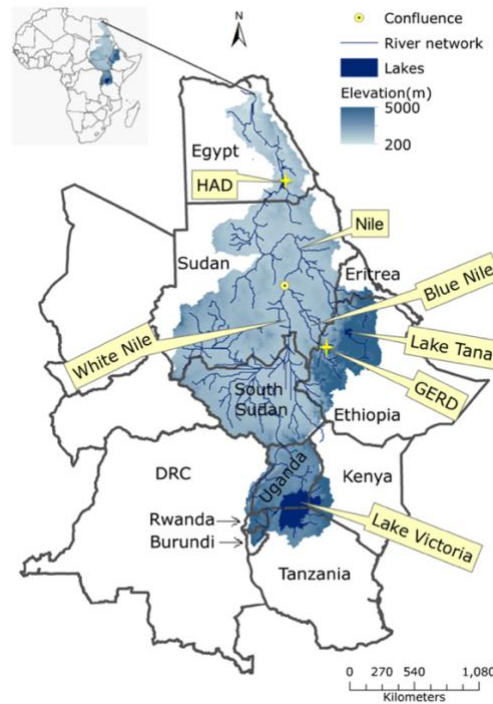 Confluence
River network
Lakes
Elevation(m)
5000
200
Egypt
HAD
Nile
Sudan
Eritrea
Blue Nile
White Nile
Lake Tana
GERD
South
Sudan
Ethiopia
DRC
Uganda
Kenya
Rwanda
Burundi
Lake Victoria
Tanzania
0 270 540 1,080
Kilometers
N